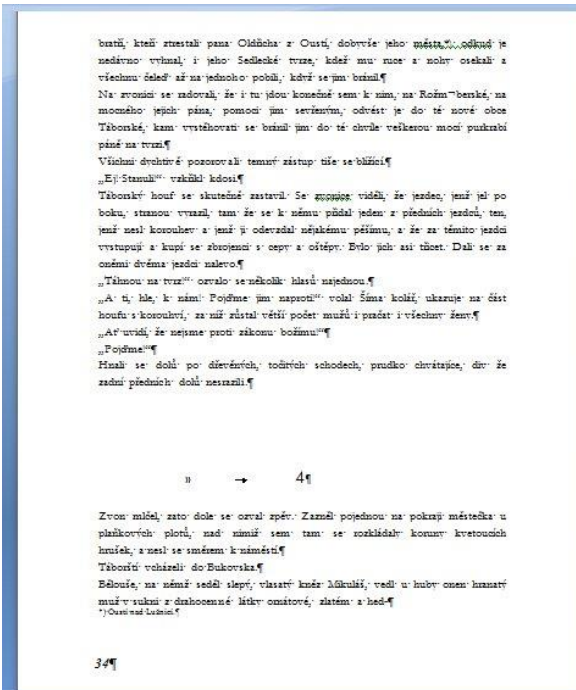 bratří, kteří ztrestali pana Oldřicha z Oustí, dobyvše jeho města,*) odkud je
nedávno vyhnal, i jeho Sedlecké tvrze, kdež mu ruce a nohy osekali a
všechnu čeleď až na jednoho pobili, když se jim bránil.¶
Na zvonici se radovali, že i tu jdou konečně sem k nim, na Rožm¬berské, na
mocného jejich pána, pomoci jim sevřeným, odvést je do té nové obce
Táborské, kam vystěhovati se bránil jim do té chvíle veškerou mocí purkrabí
páně na tvrzi.¶
Všichni dychtivě pozorovali temný zástup tiše se blížící.¶
„Ej! Stanuli!“ vzkřikl kdosi.¶
Táborský houf se skutečně zastavil. Se zvonice viděli, že jezdec, jenž jel po
boku, stranou vyrazil, tam že se k němu přidal jeden z předních jezdců, ten,
jenž nesl korouhev a jenž ji odevzdal nějakému pěšímu, a že za těmito jezdci
vystupují a kupí se zbrojenci s cepy a oštěpy. Bylo jich asi třicet. Dali se za
oněmi dvěma jezdci nalevo.¶
„Táhnou na tvrz!“ ozvalo se několik hlasů najednou.¶
„A ti, hle, k nám! Pojďme jim naproti!“ volal Šíma kolář, ukazuje na část
houfu s korouhví, za níž zůstal větší počet mužů i pračat i všechny ženy.¶
„Ať uvidí, že nejsme proti zákonu božímu!“¶
„Pojďme!“¶
Hnali se dolů po dřevěných, točitých schodech, prudko chvátajíce, div že
zadní předních dolů nesrazili.¶
» → 4¶
Zvon mlčel, zato dole se ozval zpěv. Zazněl pojednou na pokraji městečka u
plaňkových plotů, nad nimiž sem tam se rozkládaly koruny kvetoucích
hrušek, a nesl se směrem k náměstí.¶
Táborští vcházeli do Bukovska.¶
Bělouše, na němž seděl slepý, vlasatý kněz Mikuláš, vedl u huby onen hranatý
muž v sukni z drahocenné látky ornátové, zlatém a hed-¶
*) Oustí nad Lužnicí.¶
34¶